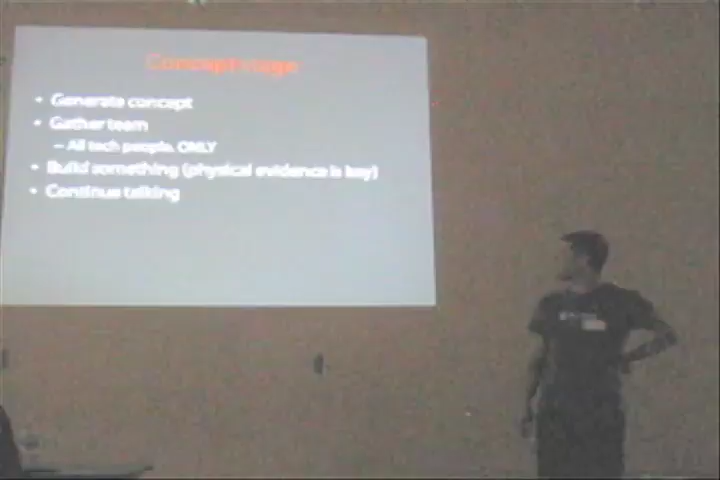 Concept stage
• Generate concept
• Gather team
– All tech people, ONLY
• Build something (physical evidence is key)
• Continue talking